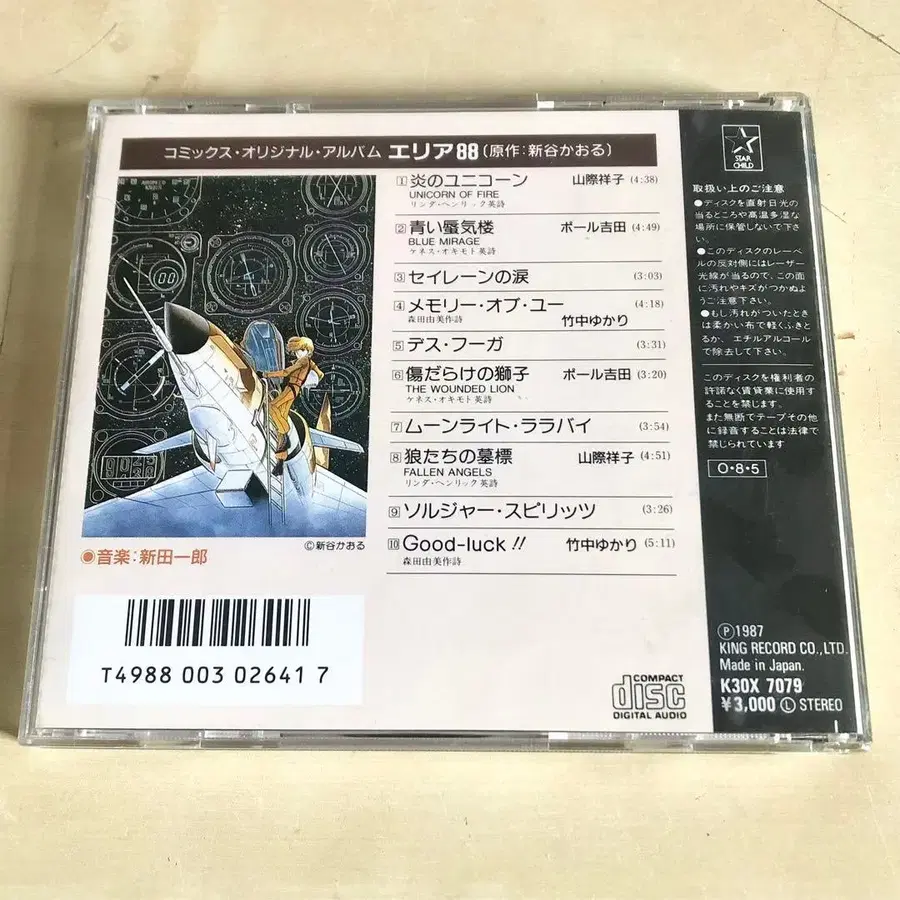 コミックス・オリジナル・アルバム エリア88(原作:新谷かおる)
1 炎のユニコーン 山際祥子 (4:38)
UNICORN OF FIRE
リンダ・ヘンリック英詩
2 青い蜃気楼 ポール吉田 (4:49)
BLUE MIRAGE
ケネス・オキモト英詩
3 セイレーンの涙 (3:03)
4 メモリー・オブ・ユー (4:18)
森田由美作詩 竹中ゆかり
5 デス・フーガ (3:31)
6 傷だらけの獅子 ポール吉田 (3:20)
THE WOUNDED LION
ケネス・オキモト英詩
7 ムーンライト・ララバイ (3:54)
8 狼たちの墓標 山際祥子 (4:51)
FALLEN ANGELS
リンダ・ヘンリック英詩
9 ソルジャー・スピリッツ (3:26)
10 Good-luck!! 竹中ゆかり (5:11)
森田由美作詩
©新谷かおる
●音楽:新田一郎
T4988 003 02641 7
COMPACT
disc
DIGITAL AUDIO
STAR
CHILD
取扱い上のご注意
●ディスクを直射日光の
当るところや高温多湿な
場所に保管しないで下さ
い。
●このディスクのレーベ
ルの反対側にはレーザー
光線が当るので、この面
に汚れやキズがつかぬよ
うご注意下さい。
●もし汚れがついたとき
は柔かい布で軽くふきと
るか、エチルアルコール
で除去して下さい。
このディスクを権利者の
許諾なく賃貸業に使用す
ることを禁じます。
また無断でテープその他
に録音することは法律で
禁じられています
O・8・5
Ⓟ1987
KING RECORD CO.,LTD.
Made in Japan.
K30X 7079
¥3,000 Ⓛ STEREO